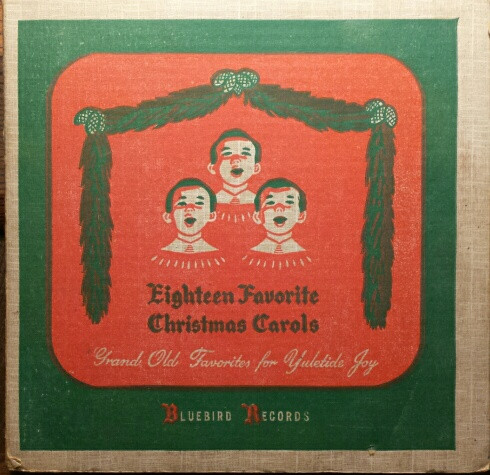 Eighteen Favorite
Christmas Carols
Grand Old Favorites for Yuletide Joy
Bluebird Records